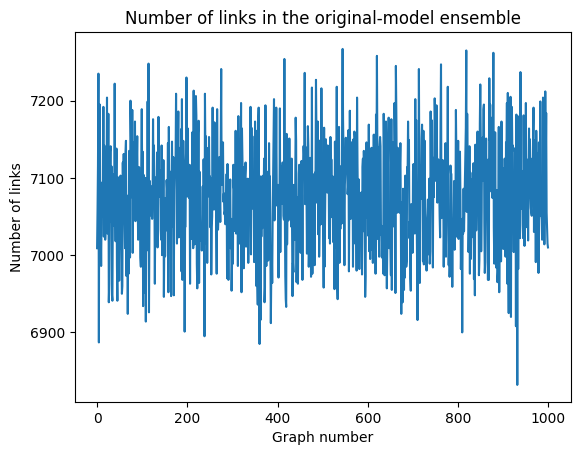 Number of links in the original-model ensemble
Number of links
7200
7100
7000
6900
0 200 400 600 800 1000
Graph number